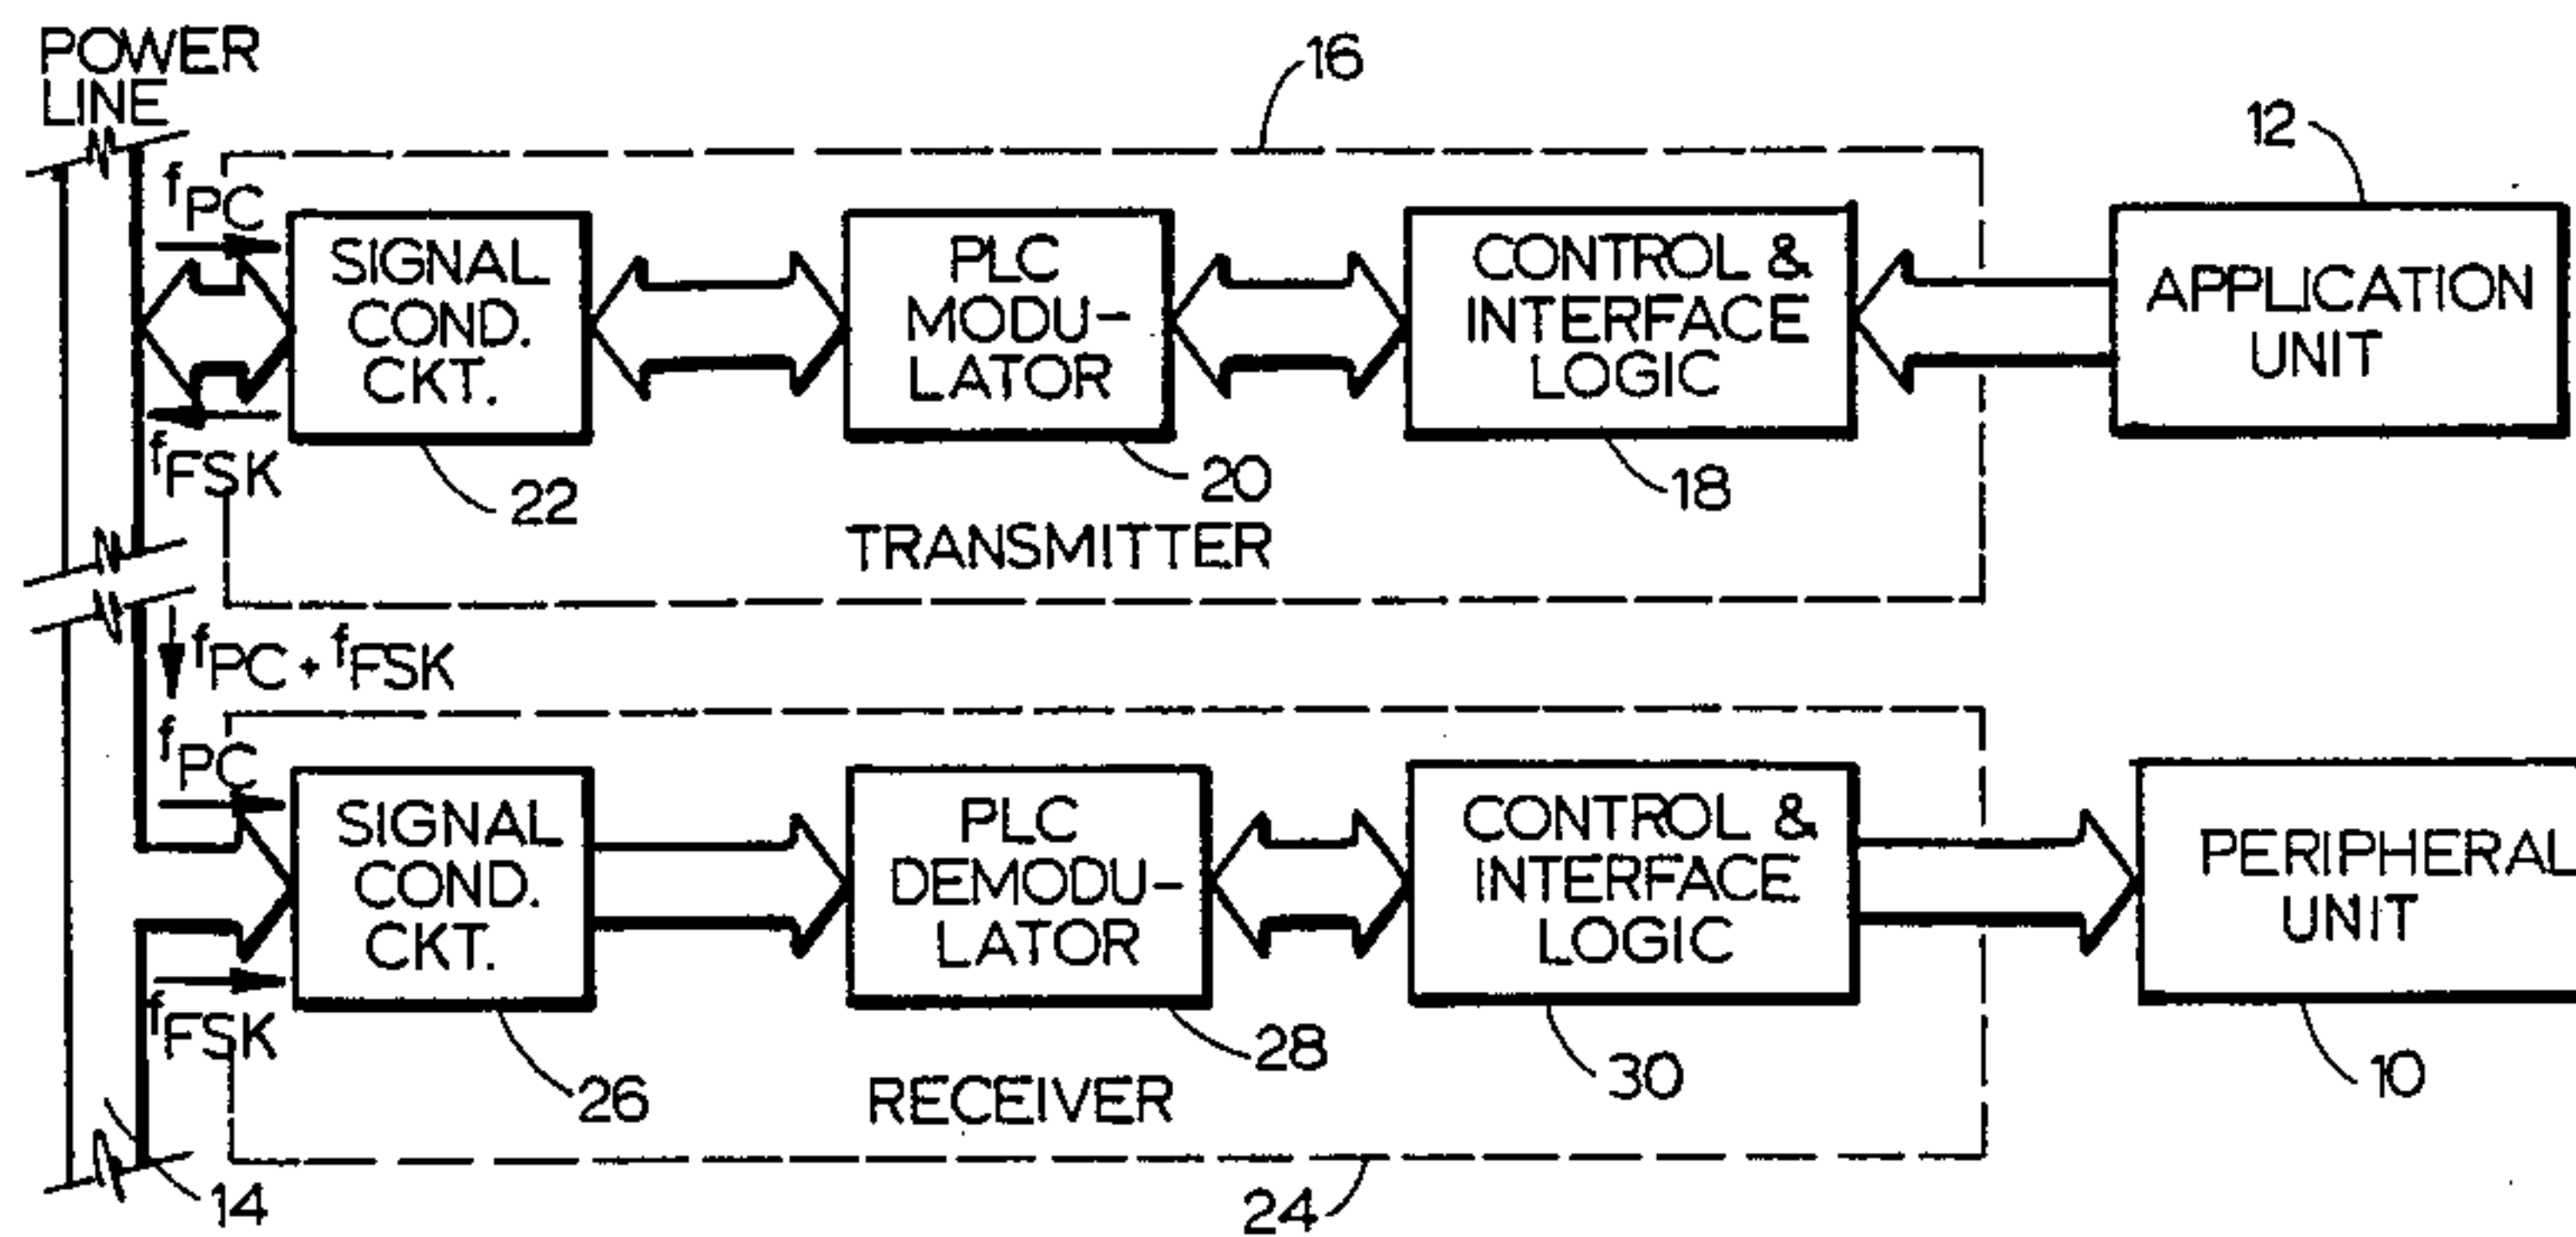 POWER
LINE
16
12
fPC
SIGNAL
COND.
CKT.
PLC
MODU-
LATOR
CONTROL &
INTERFACE
LOGIC
APPLICATION
UNIT
fFSK
22
20
18
TRANSMITTER
fPC + fFSK
fPC
SIGNAL
COND.
CKT.
PLC
DEMODU-
LATOR
CONTROL &
INTERFACE
LOGIC
PERIPHERAL
UNIT
fFSK
26
28
30
10
RECEIVER
14
24